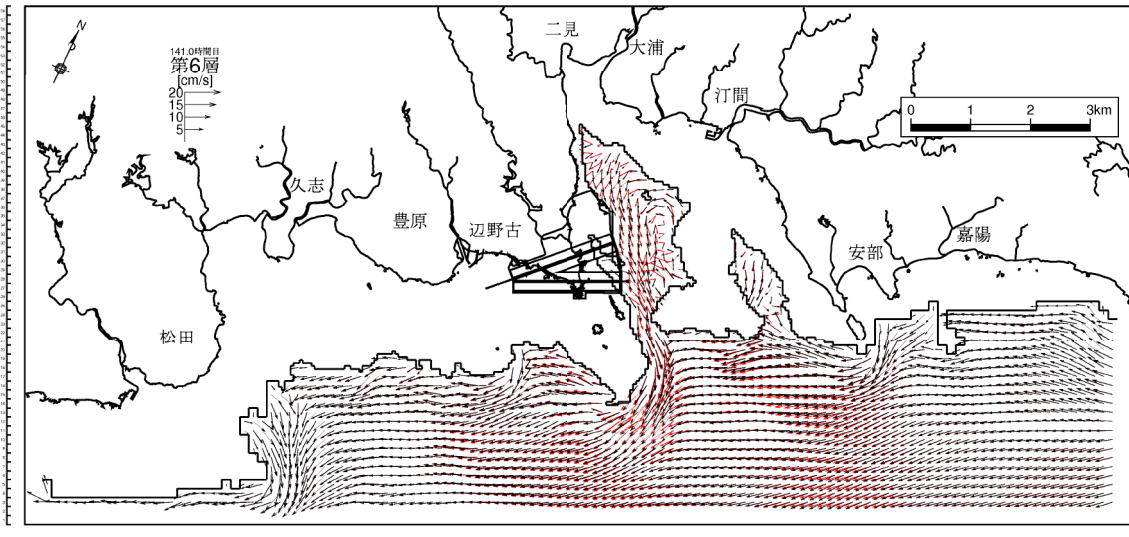 N
141.0時間目
第6層
[cm/s]
20
15
10
5
二見
大浦
汀間
0 1 2 3km
久志
豊原
辺野古
安部
嘉陽
松田